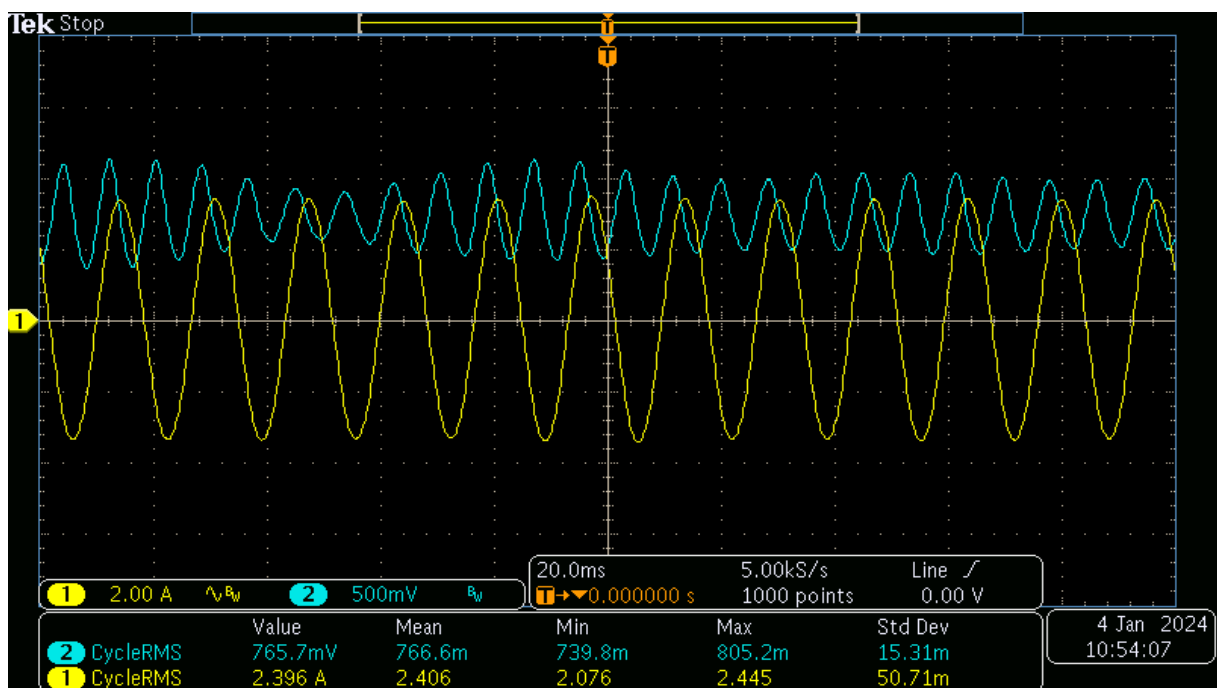 Tek Stop
T
T
1
1 2.00 A BW 2 500mV BW
20.0ms 5.00kS/s Line
T→▼0.000000 s 1000 points 0.00 V
Value Mean Min Max Std Dev
2 CycleRMS 765.7mV 766.6m 739.8m 805.2m 15.31m
1 CycleRMS 2.396 A 2.406 2.076 2.445 50.71m
4 Jan 2024
10:54:07